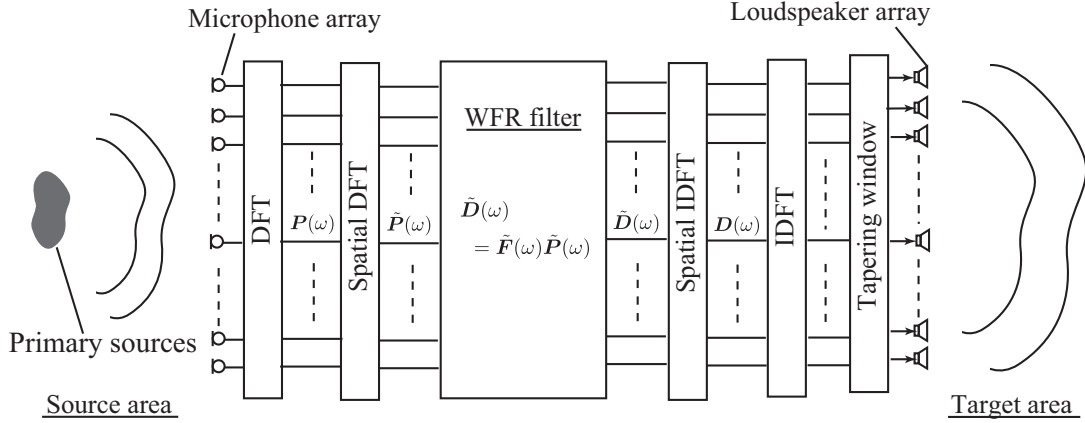 Microphone array
Loudspeaker array
Primary sources
Source area
DFT
P(ω)
Spatial DFT
P̃(ω)
WFR filter
D̃(ω)
= F̃(ω)P̃(ω)
D̃(ω)
Spatial IDFT
D(ω)
IDFT
Tapering window
Target area